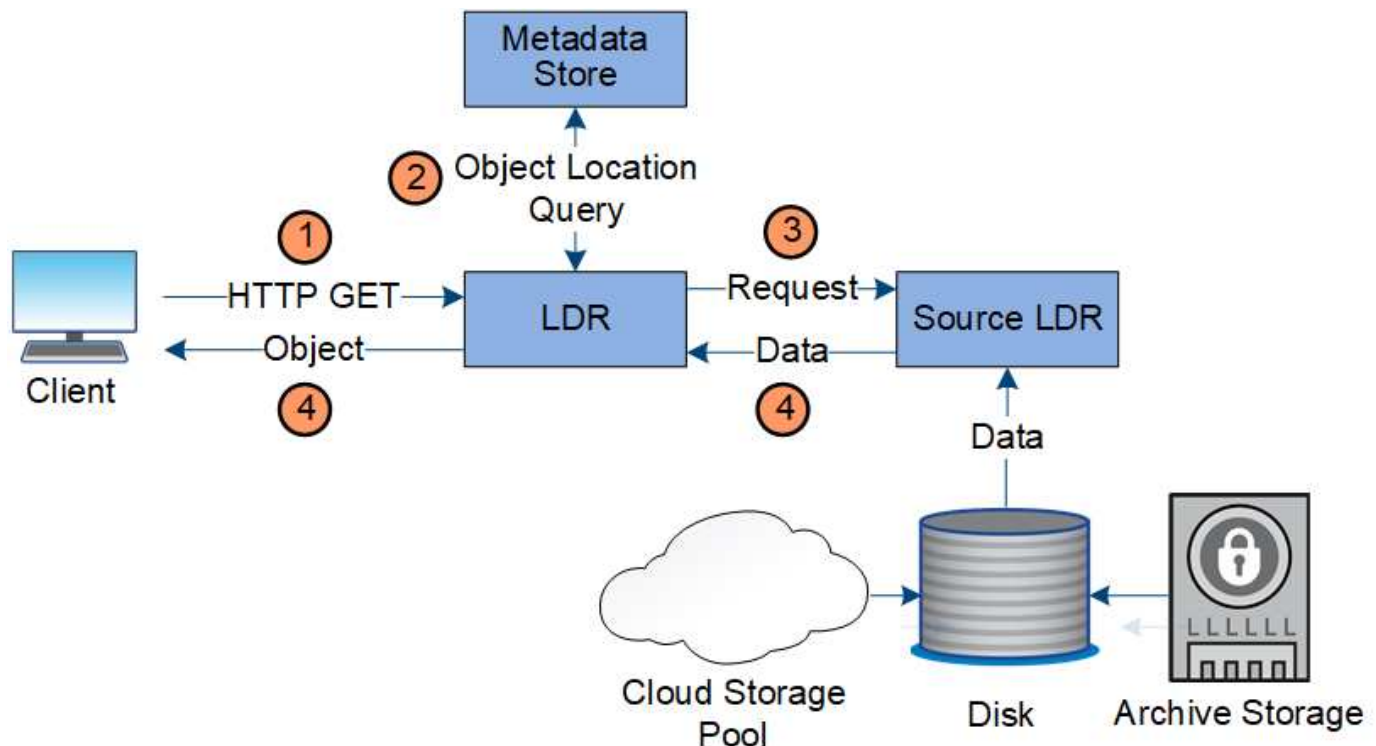 Metadata
Store
2
Object Location
Query
1
3
HTTP GET
Request
LDR
Source LDR
Object
Data
Client
4
4
Data
LLLLLL
Cloud Storage
Pool
Disk
Archive Storage